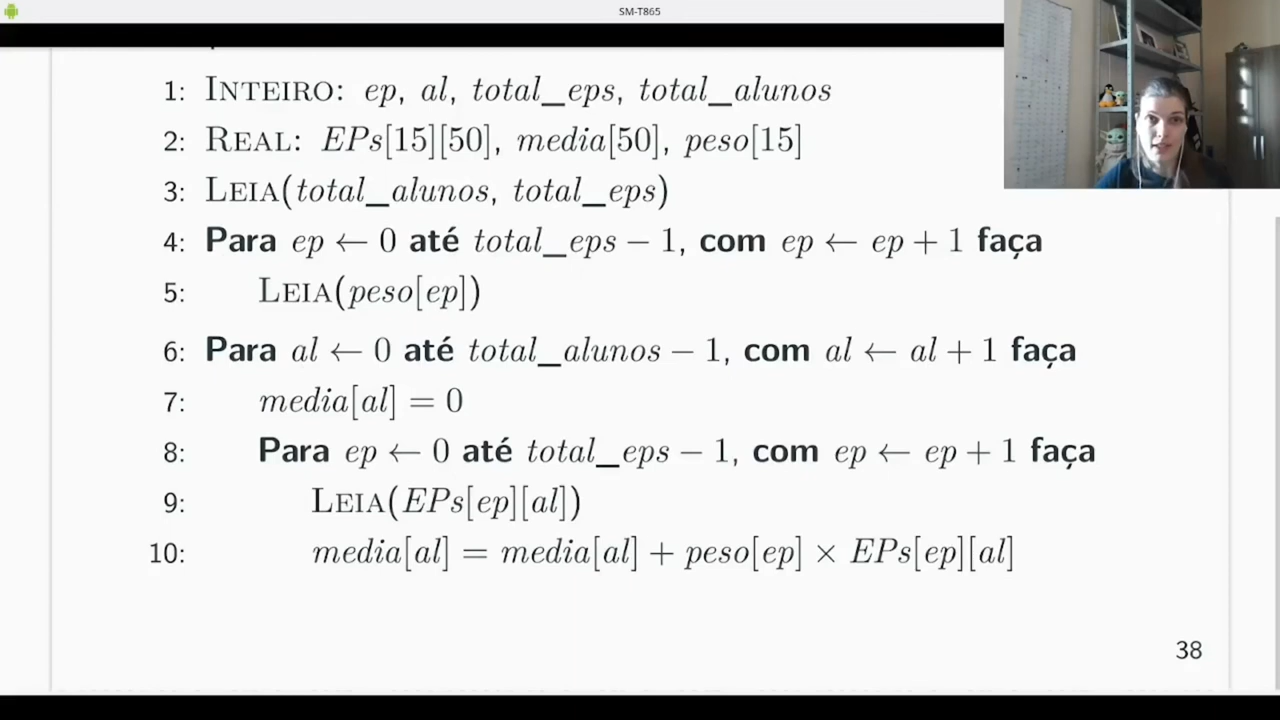 SM-T865
1: INTEIRO: ep, al, total_eps, total_alunos
2: REAL: EPs[15][50], media[50], peso[15]
3: LEIA(total_alunos, total_eps)
4: Para ep ← 0 até total_eps − 1, com ep ← ep + 1 faça
5: LEIA(peso[ep])
6: Para al ← 0 até total_alunos − 1, com al ← al + 1 faça
7: media[al] = 0
8: Para ep ← 0 até total_eps − 1, com ep ← ep + 1 faça
9: LEIA(EPs[ep][al])
10: media[al] = media[al] + peso[ep] × EPs[ep][al]
38